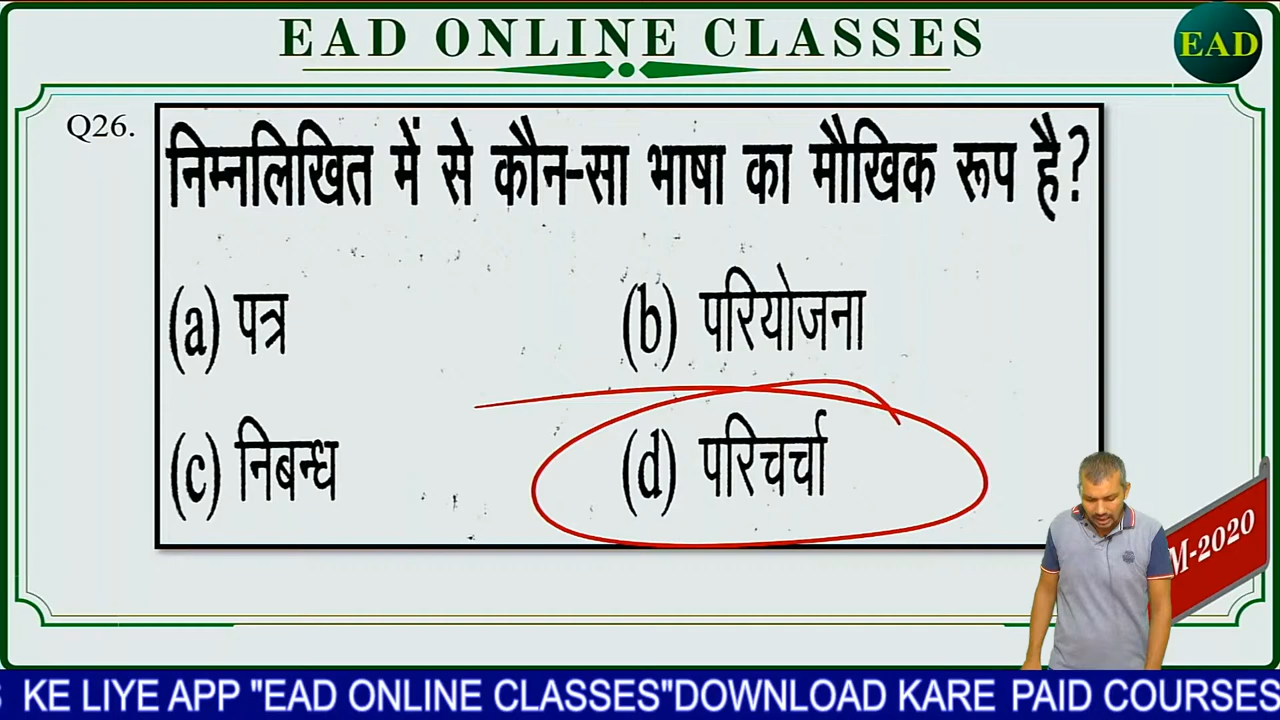 EAD ONLINE CLASSES
EAD
Q26.
निम्नलिखित में से कौन-सा भाषा का मौखिक रूप है?
(a) पत्र
(b) परियोजना
(c) निबन्ध
(d) परिचर्चा
M-2020
KE LIYE APP "EAD ONLINE CLASSES"DOWNLOAD KARE PAID COURSES